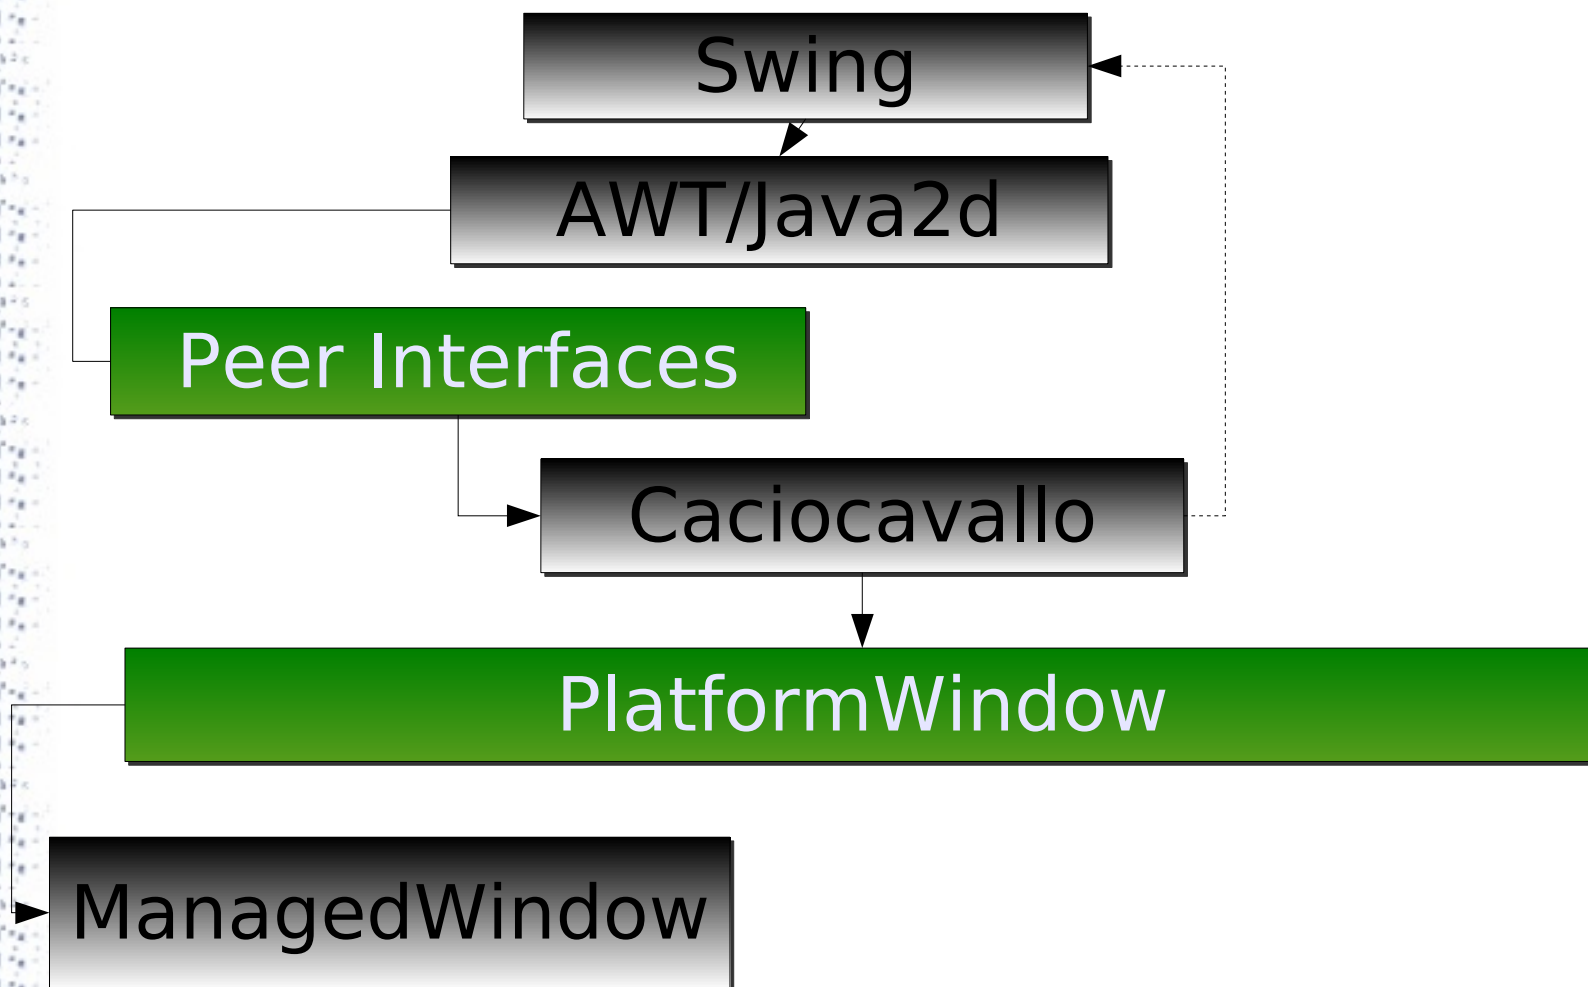 Swing
AWT/Java2d
Peer Interfaces
Caciocavallo
PlatformWindow
ManagedWindow